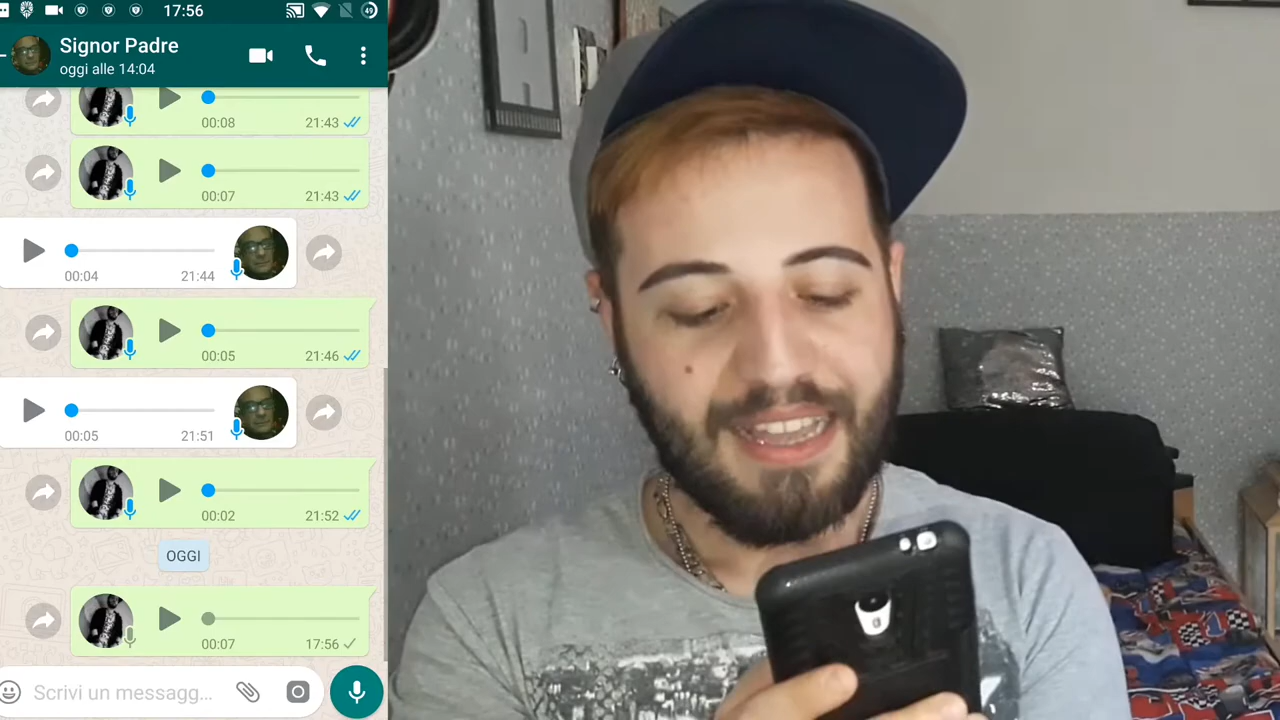 17:56
49
Signor Padre
oggi alle 14:04
00:08 21:43
00:07 21:43
00:04 21:44
00:05 21:46
00:05 21:51
00:02 21:52
OGGI
00:07 17:56
Scrivi un messagg...